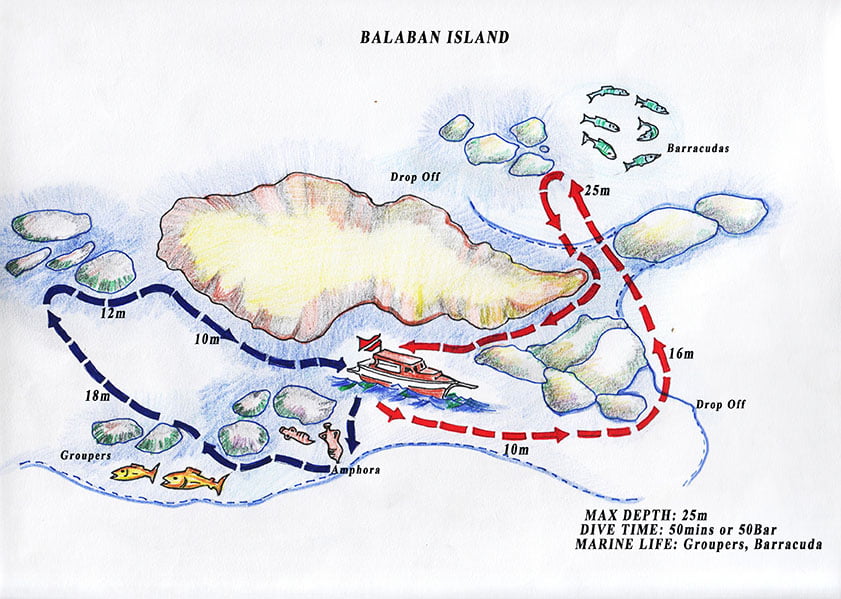 BALABAN ISLAND
Barracudas
Drop Off
25m
12m
10m
16m
18m
Drop Off
10m
Groupers
Amphora
MAX DEPTH: 25m
DIVE TIME: 50mins or 50Bar
MARINE LIFE: Groupers, Barracuda